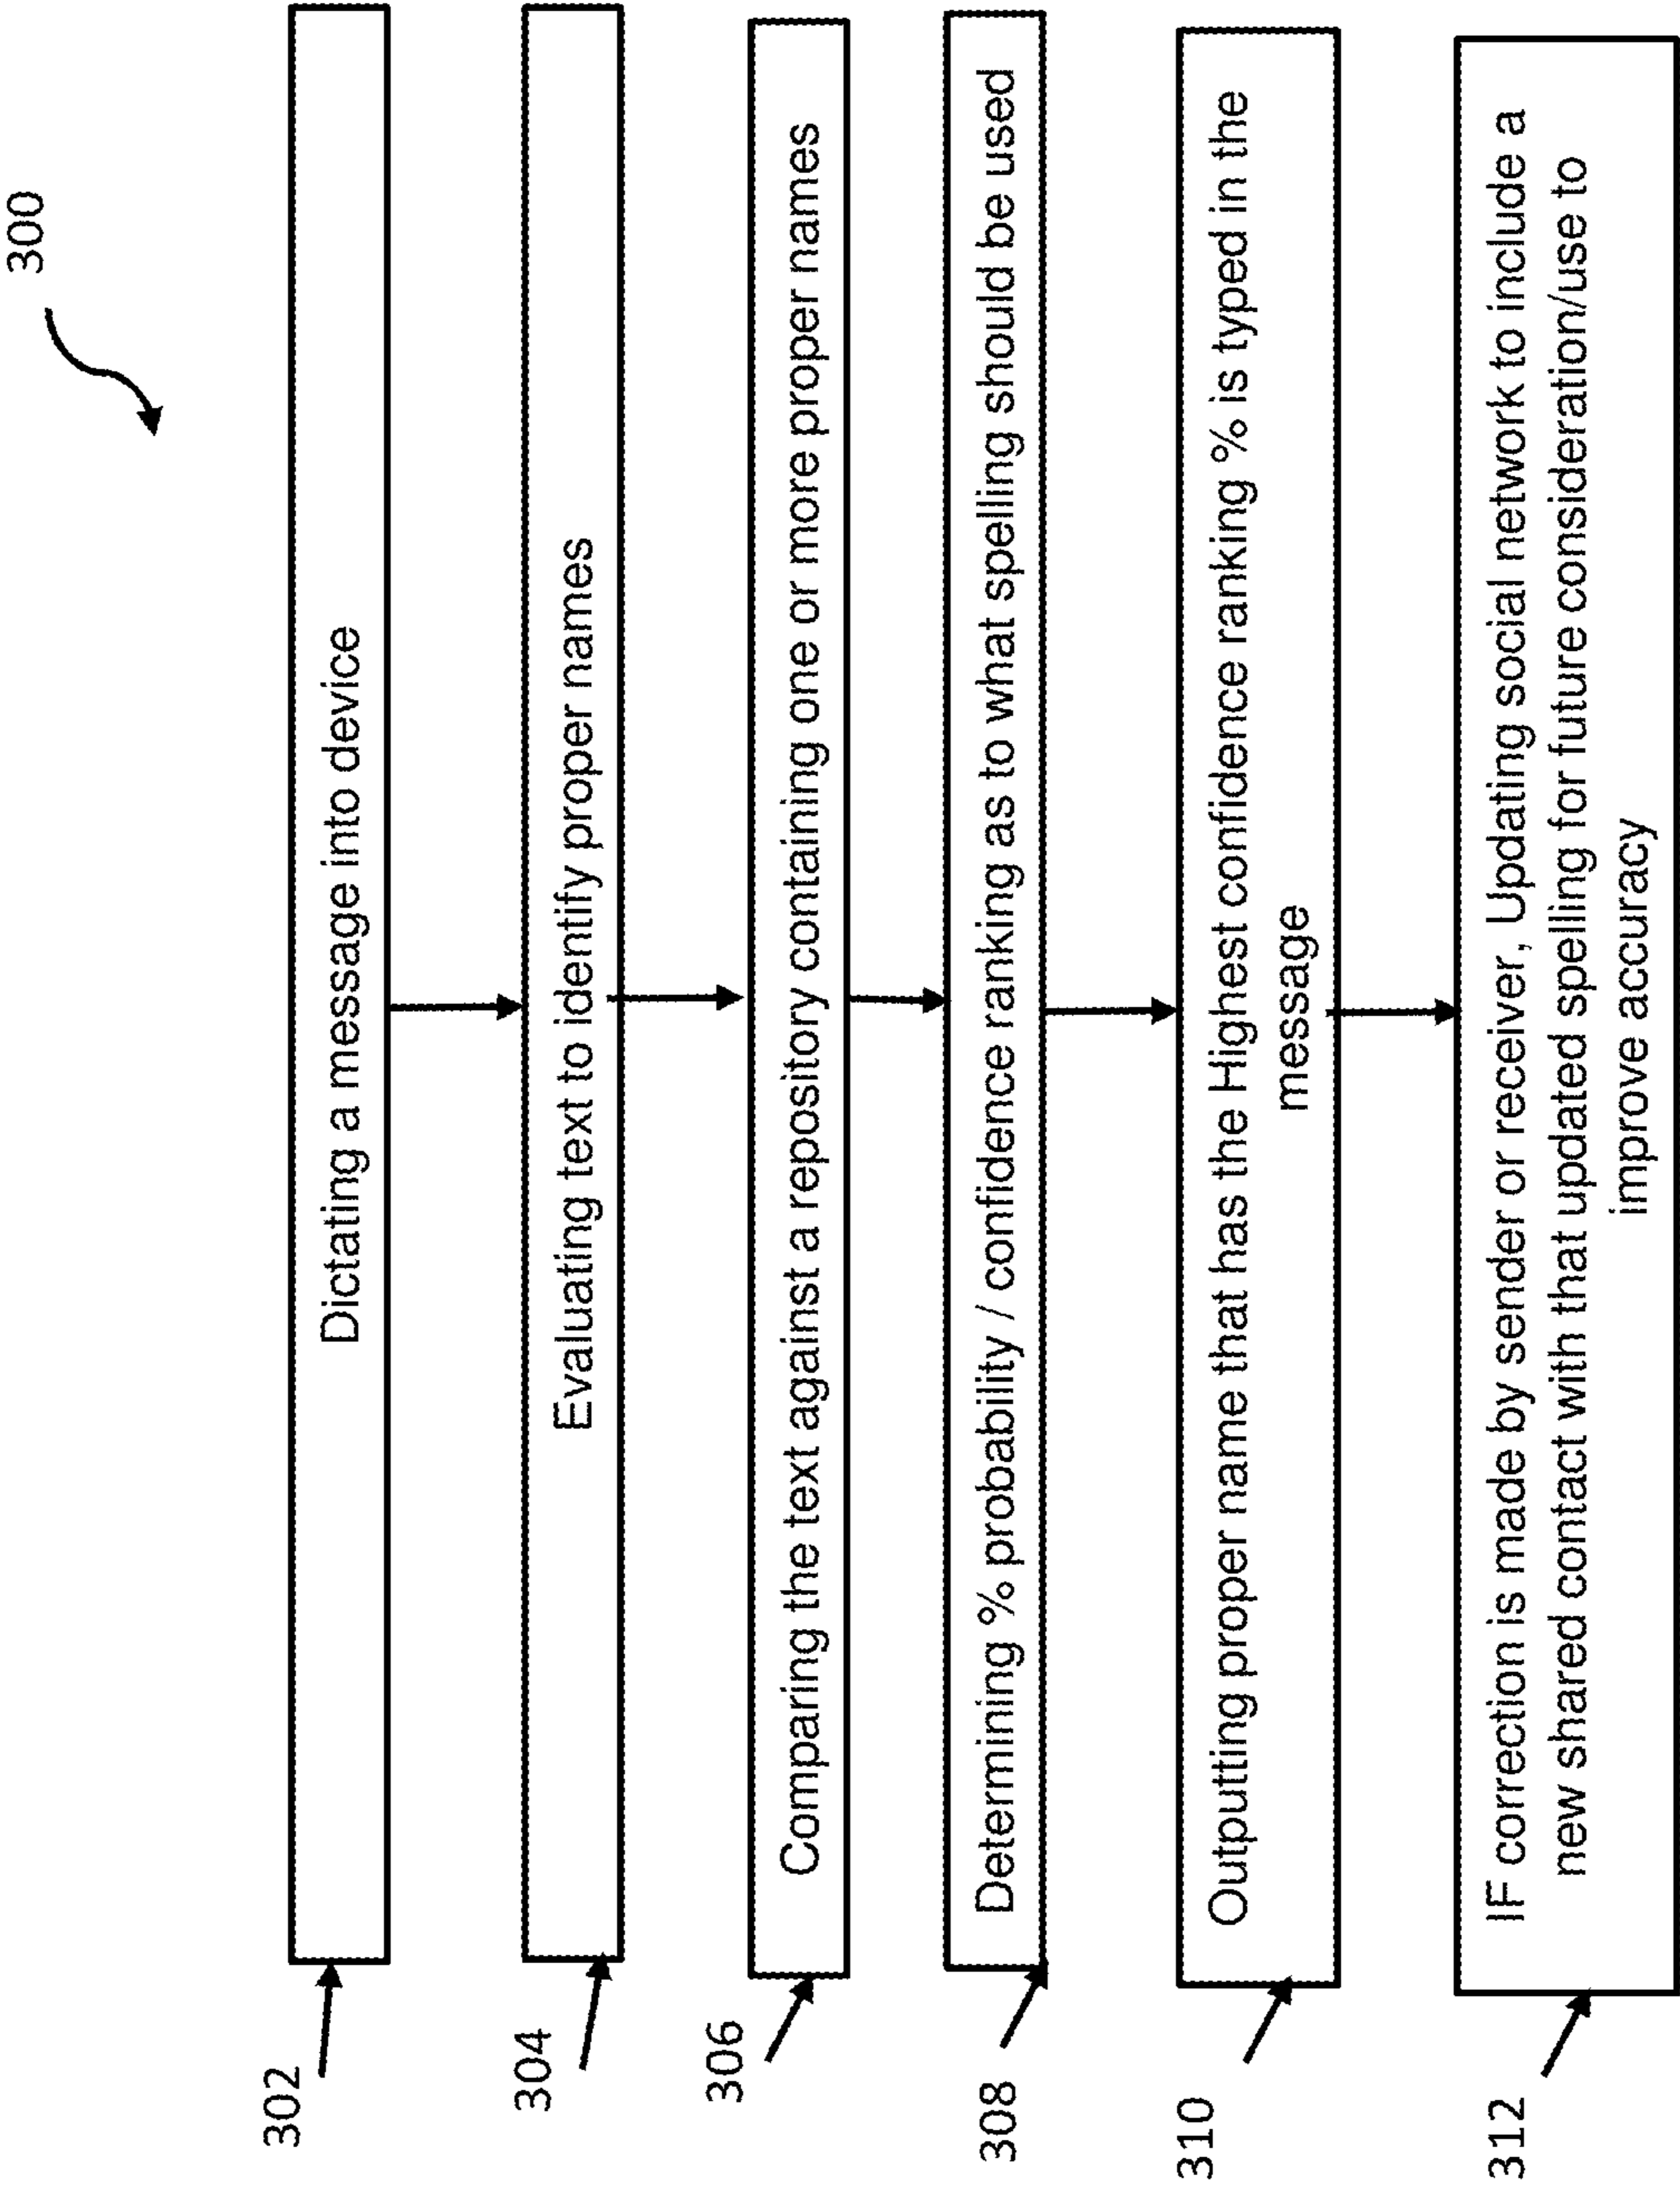 300
302
Dictating a message into device
304
Evaluating text to identify proper names
306
Comparing the text against a repository containing one or more proper names
308
Determining % probability / confidence ranking as to what spelling should be used
310
Outputting proper name that has the Highest confidence ranking % is typed in the
message
312
IF correction is made by sender or receiver, Updating social network to include a
new shared contact with that updated spelling for future consideration/use to
improve accuracy